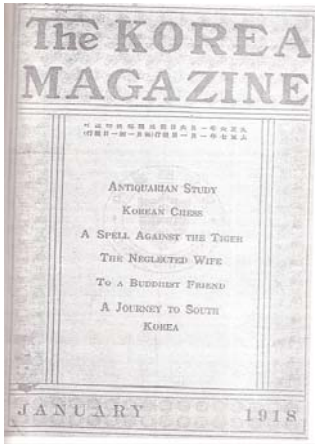 The KOREA
MAGAZINE
ANTIQUARIAN STUDY
KOREAN CHESS
A SPELL AGAINST THE TIGER
THE NEGLECTED WIFE
TO A BUDDHIST FRIEND
A JOURNEY TO SOUTH
KOREA
JANUARY 1918